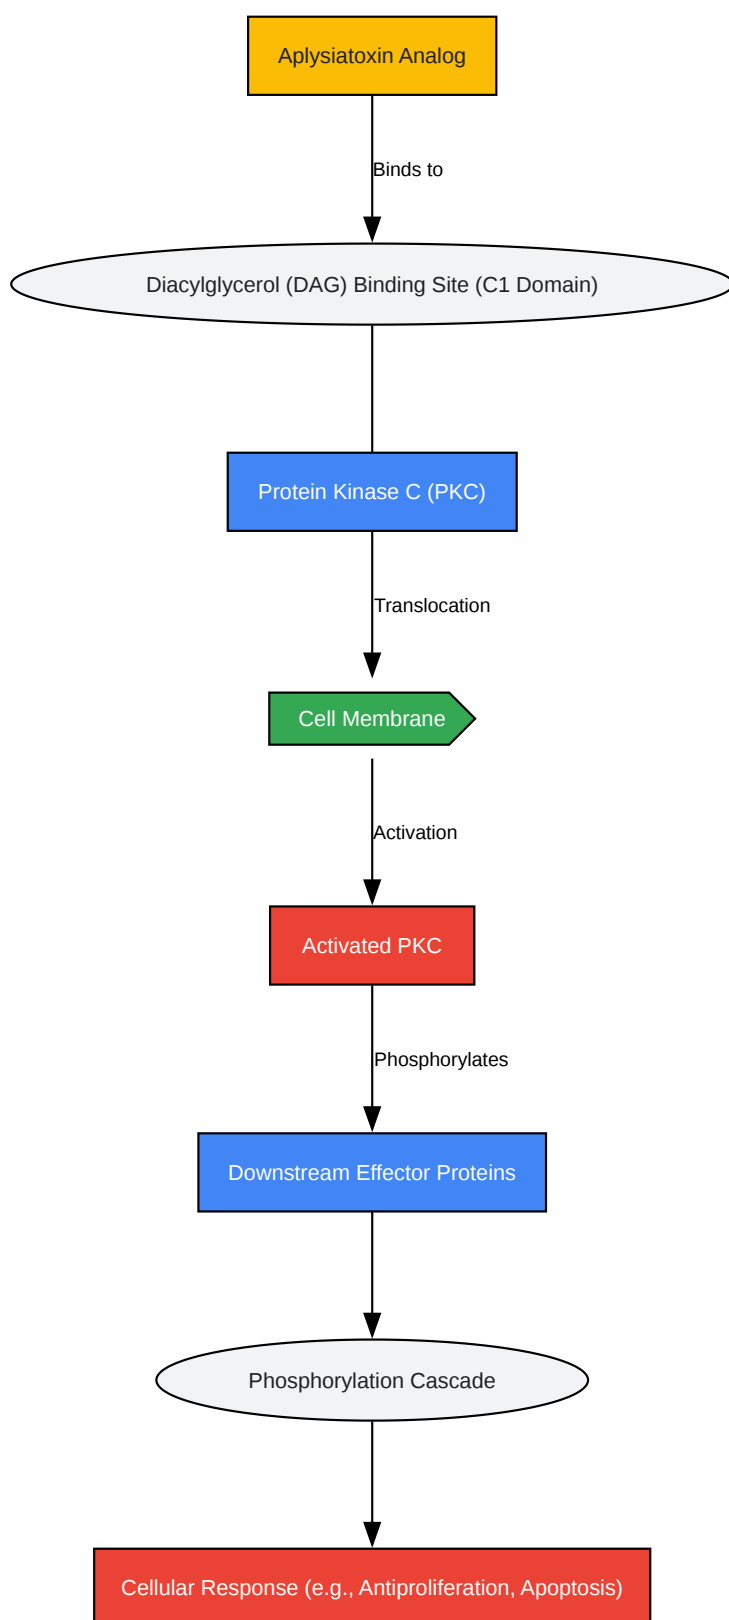 Aplysiatoxin Analog
Binds to
Diacylglycerol (DAG) Binding Site (C1 Domain)
Protein Kinase C (PKC)
Translocation
Cell Membrane
Activation
Activated PKC
Phosphorylates
Downstream Effector Proteins
Phosphorylation Cascade
Cellular Response (e.g., Antiproliferation, Apoptosis)